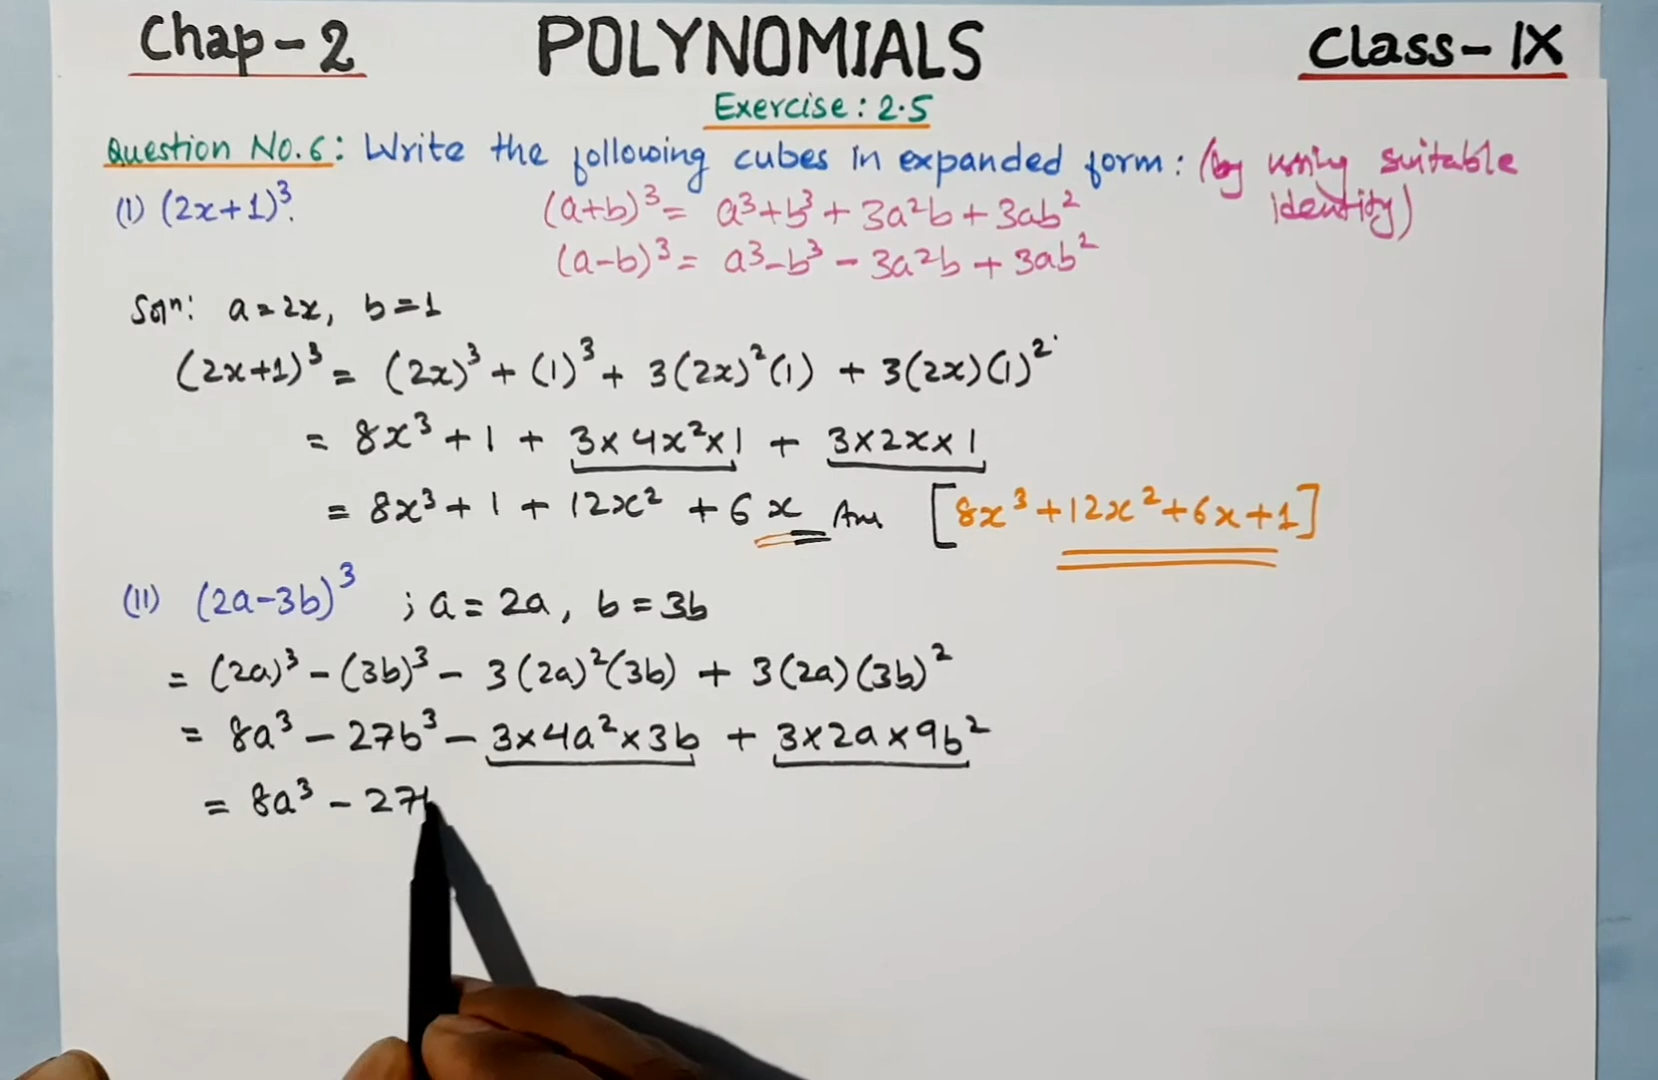 Chap-2 POLYNOMIALS Class-IX
Exercise: 2.5
Question No.6: Write the following cubes in expanded form: (by using suitable identity)
(I) (2x+1)³. (a+b)³ = a³+b³+3a²b+3ab²
(a-b)³ = a³-b³-3a²b+3ab²
Solⁿ: a=2x, b=1
(2x+1)³ = (2x)³ + (1)³ + 3(2x)²(1) + 3(2x)(1)²
= 8x³ + 1 + 3×4x²×1 + 3×2x×1
= 8x³ + 1 + 12x² + 6x Ans [8x³+12x²+6x+1]
(II) (2a-3b)³ ; a = 2a, b = 3b
= (2a)³ - (3b)³ - 3(2a)²(3b) + 3(2a)(3b)²
= 8a³ - 27b³ - 3×4a²×3b + 3×2a×9b²
= 8a³ - 27